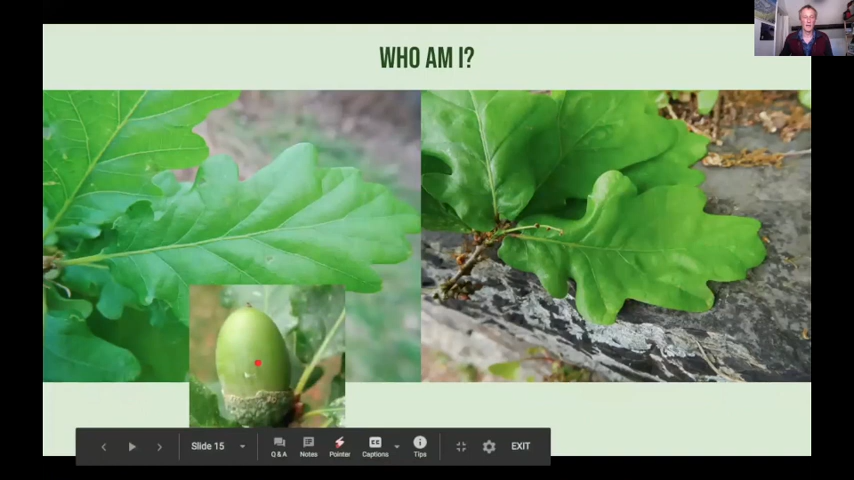 WHO AM I?
Slide 15
Q & A
Notes
Pointer
Captions
Tips
EXIT